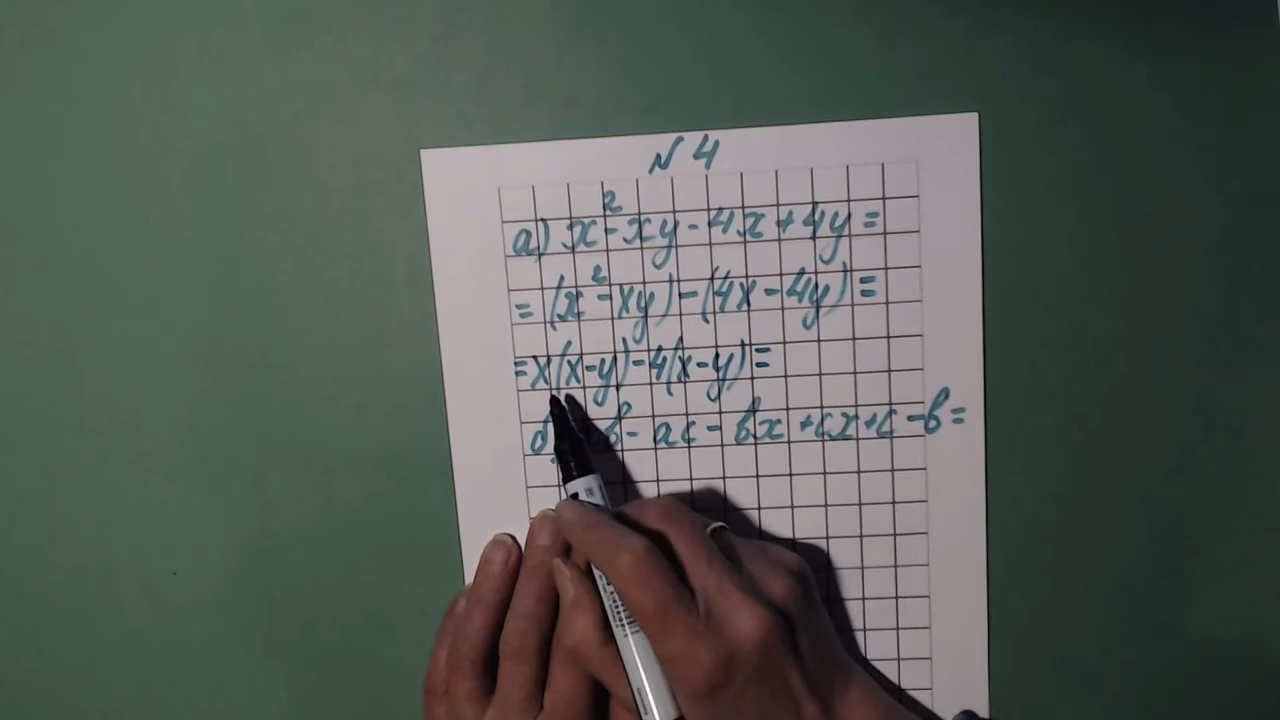 № 4
а) x² - xy - 4x + 4y =
= (x² - xy) - (4x - 4y) =
= x(x - y) - 4(x - y) =
b - ac - bx + cx + c - b =